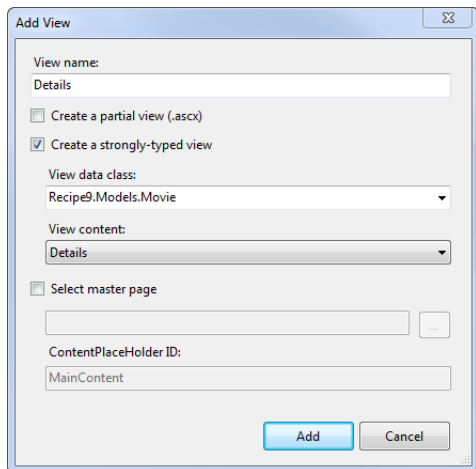 Add View
View name:
Details
Create a partial view (.ascx)
Create a strongly-typed view
View data class:
Recipe9.Models.Movie
View content:
Details
Select master page
...
ContentPlaceHolder ID:
MainContent
Add Cancel